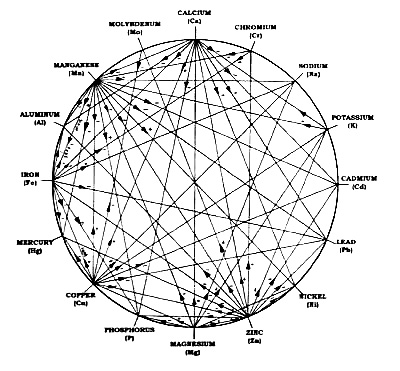 CALCIUM
(Ca)
CHROMIUM
(Cr)
SODIUM
(Na)
POTASSIUM
(K)
CADMIUM
(Cd)
LEAD
(Pb)
NICKEL
(Ni)
ZINC
(Zn)
MAGNESIUM
(Mg)
PHOSPHORUS
(P)
COPPER
(Cu)
MERCURY
(Hg)
IRON
(Fe)
ALUMINUM
(Al)
MANGANESE
(Mn)
MOLYBDENUM
(Mo)